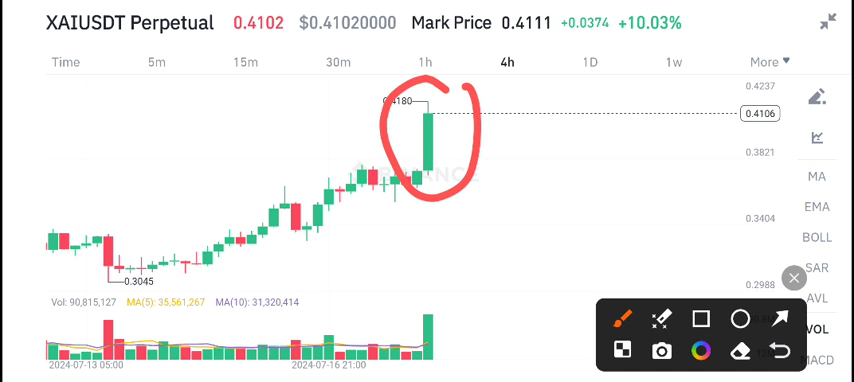 XAIUSDT Perpetual 0.4102 $0.41020000 Mark Price 0.4111 +0.0374 +10.03%
Time 5m 15m 30m 1h 4h 1D 1w More
0.4237
0.4180
0.4106
0.3821
BINANCE
MA
EMA
0.3404
BOLL
SAR
0.3045
0.2988
AVL
Vol: 90,815,127 MA(5): 35,561,267 MA(10): 31,320,414
VOL
MACD
2024-07-13 05:00 2024-07-16 21:00